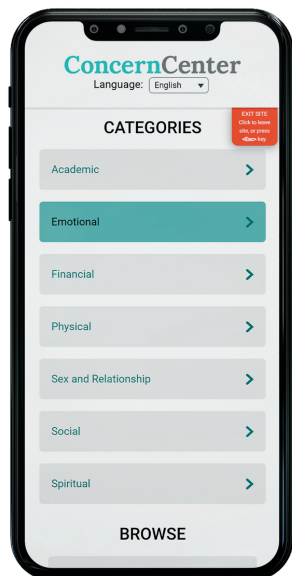 ConcernCenter
Language: English
EXIT SITE
Click to leave
site, or press
<Esc> key
CATEGORIES
Academic
Emotional
Financial
Physical
Sex and Relationship
Social
Spiritual
BROWSE